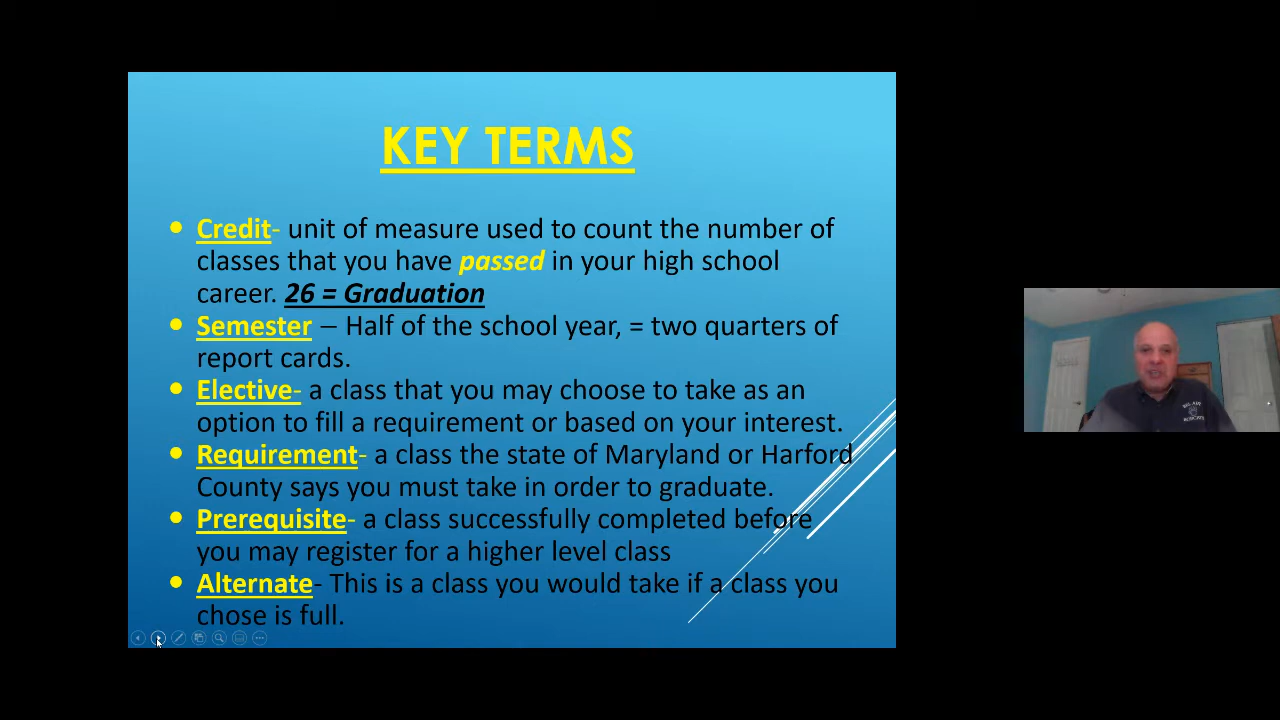 KEY TERMS
Credit- unit of measure used to count the number of
classes that you have passed in your high school
career. 26 = Graduation
Semester – Half of the school year, = two quarters of
report cards.
Elective- a class that you may choose to take as an
option to fill a requirement or based on your interest.
Requirement- a class the state of Maryland or Harford
County says you must take in order to graduate.
Prerequisite- a class successfully completed before
you may register for a higher level class
Alternate- This is a class you would take if a class you
chose is full.
BEL AIR